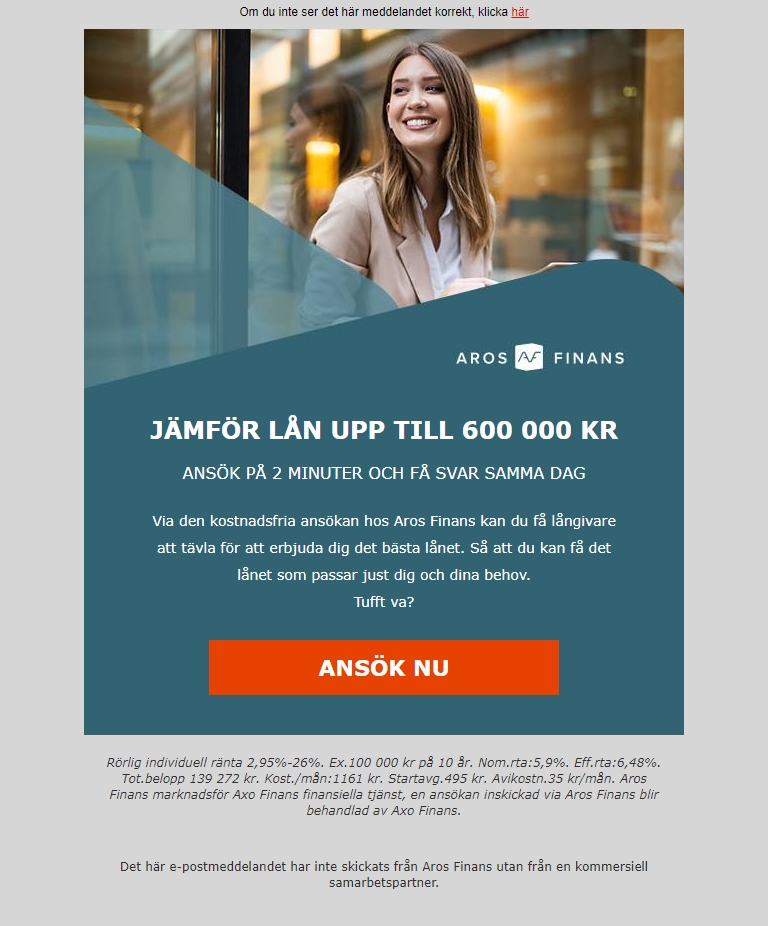 Om du inte ser det här meddelandet korrekt, klicka här
AROS AF FINANS
JÄMFÖR LÅN UPP TILL 600 000 KR
ANSÖK PÅ 2 MINUTER OCH FÅ SVAR SAMMA DAG
Via den kostnadsfria ansökan hos Aros Finans kan du få långivare
att tävla för att erbjuda dig det bästa lånet. Så att du kan få det
lånet som passar just dig och dina behov.
Tufft va?
ANSÖK NU
Rörlig individuell ränta 2,95%-26%. Ex.100 000 kr på 10 år. Nom.rta:5,9%. Eff.rta:6,48%.
Tot.belopp 139 272 kr. Kost./mån:1161 kr. Startavg.495 kr. Avikostn.35 kr/mån. Aros
Finans marknadsför Axo Finans finansiella tjänst, en ansökan inskickad via Aros Finans blir
behandlad av Axo Finans.
Det här e-postmeddelandet har inte skickats från Aros Finans utan från en kommersiell
samarbetspartner.